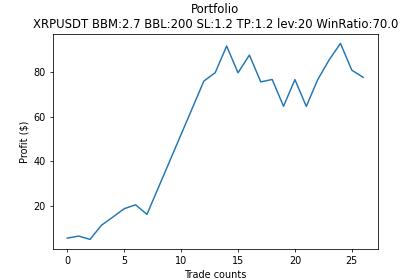 Portfolio
XRPUSDT BBM:2.7 BBL:200 SL:1.2 TP:1.2 lev:20 WinRatio:70.0
80
60
40
20
Profit ($)
0 5 10 15 20 25
Trade counts